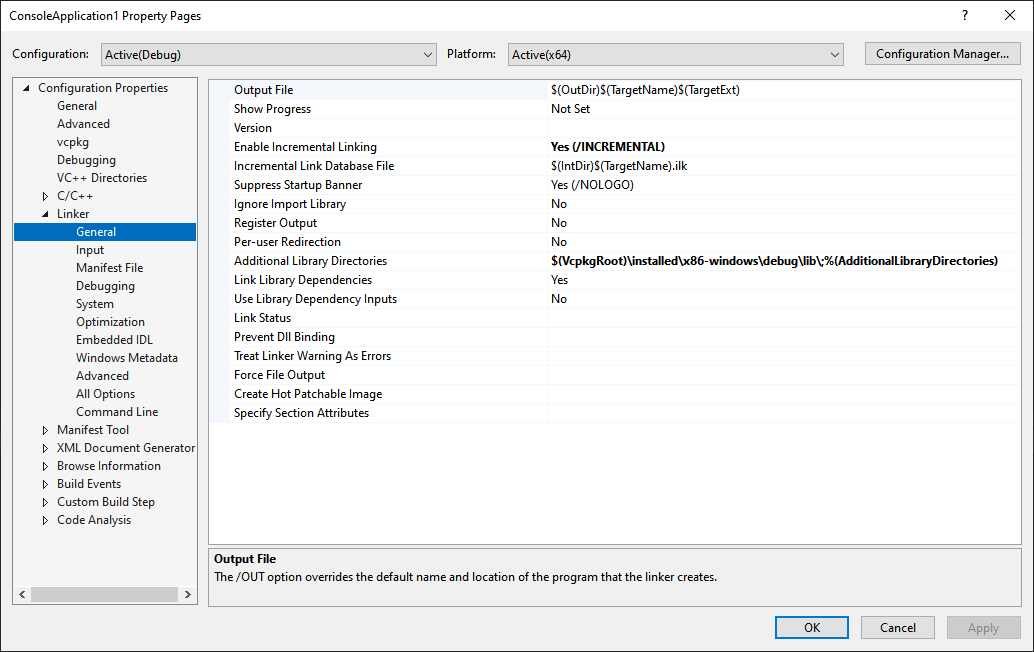 ConsoleApplication1 Property Pages
?
Configuration: Active(Debug) Platform: Active(x64) Configuration Manager...
Configuration Properties
General
Advanced
vcpkg
Debugging
VC++ Directories
C/C++
Linker
General
Input
Manifest File
Debugging
System
Optimization
Embedded IDL
Windows Metadata
Advanced
All Options
Command Line
Manifest Tool
XML Document Generator
Browse Information
Build Events
Custom Build Step
Code Analysis
Output File $(OutDir)$(TargetName)$(TargetExt)
Show Progress Not Set
Version
Enable Incremental Linking Yes (/INCREMENTAL)
Incremental Link Database File $(IntDir)$(TargetName).ilk
Suppress Startup Banner Yes (/NOLOGO)
Ignore Import Library No
Register Output No
Per-user Redirection No
Additional Library Directories $(VcpkgRoot)\installed\x86-windows\debug\lib\;%(AdditionalLibraryDirectories)
Link Library Dependencies Yes
Use Library Dependency Inputs No
Link Status
Prevent Dll Binding
Treat Linker Warning As Errors
Force File Output
Create Hot Patchable Image
Specify Section Attributes
Output File
The /OUT option overrides the default name and location of the program that the linker creates.
OK Cancel Apply